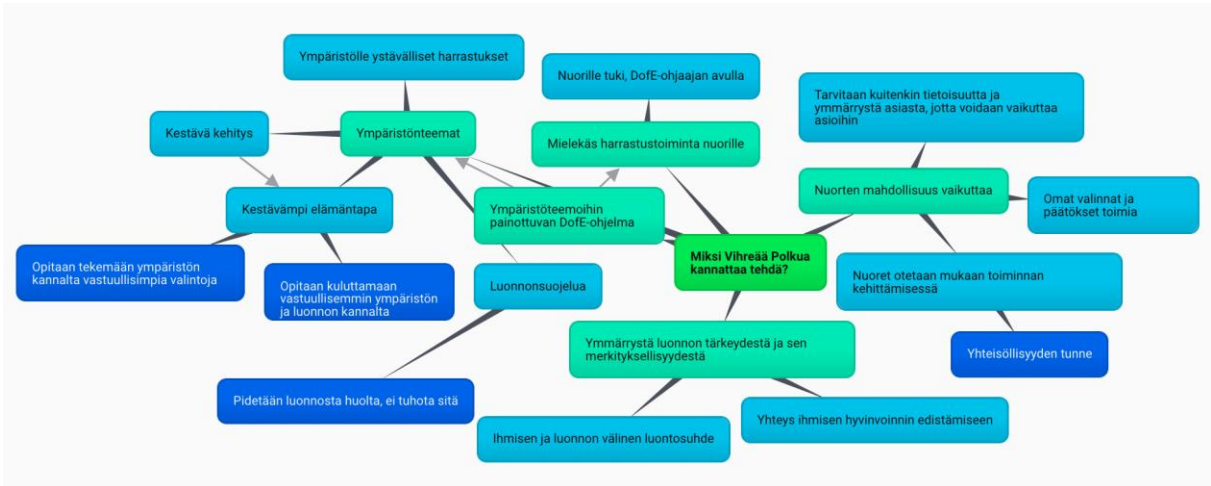 Ympäristölle ystävälliset harrastukset
Nuorille tuki, DofE-ohjaajan avulla
Tarvitaan kuitenkin tietoisuutta ja
ymmärrystä asiasta, jotta voidaan vaikuttaa
asioihin
Kestävä kehitys
Ympäristönteemat
Mielekäs harrastustoiminta nuorille
Nuorten mahdollisuus vaikuttaa
Omat valinnat ja
päätökset toimia
Kestävämpi elämäntapa
Ympäristöteemoihin
painottuvan DofE-ohjelma
Miksi Vihreää Polkua
kannattaa tehdä?
Opitaan tekemään ympäristön
kannalta vastuullisimpia valintoja
Opitaan kuluttamaan
vastuullisemmin ympäristön
ja luonnon kannalta
Luonnonsuojelua
Nuoret otetaan mukaan toiminnan
kehittämisessä
Ymmärrystä luonnon tärkeydestä ja sen
merkityksellisyydestä
Yhteisöllisyyden tunne
Pidetään luonnosta huolta, ei tuhota sitä
Ihmisen ja luonnon välinen luontosuhde
Yhteys ihmisen hyvinvoinnin edistämiseen